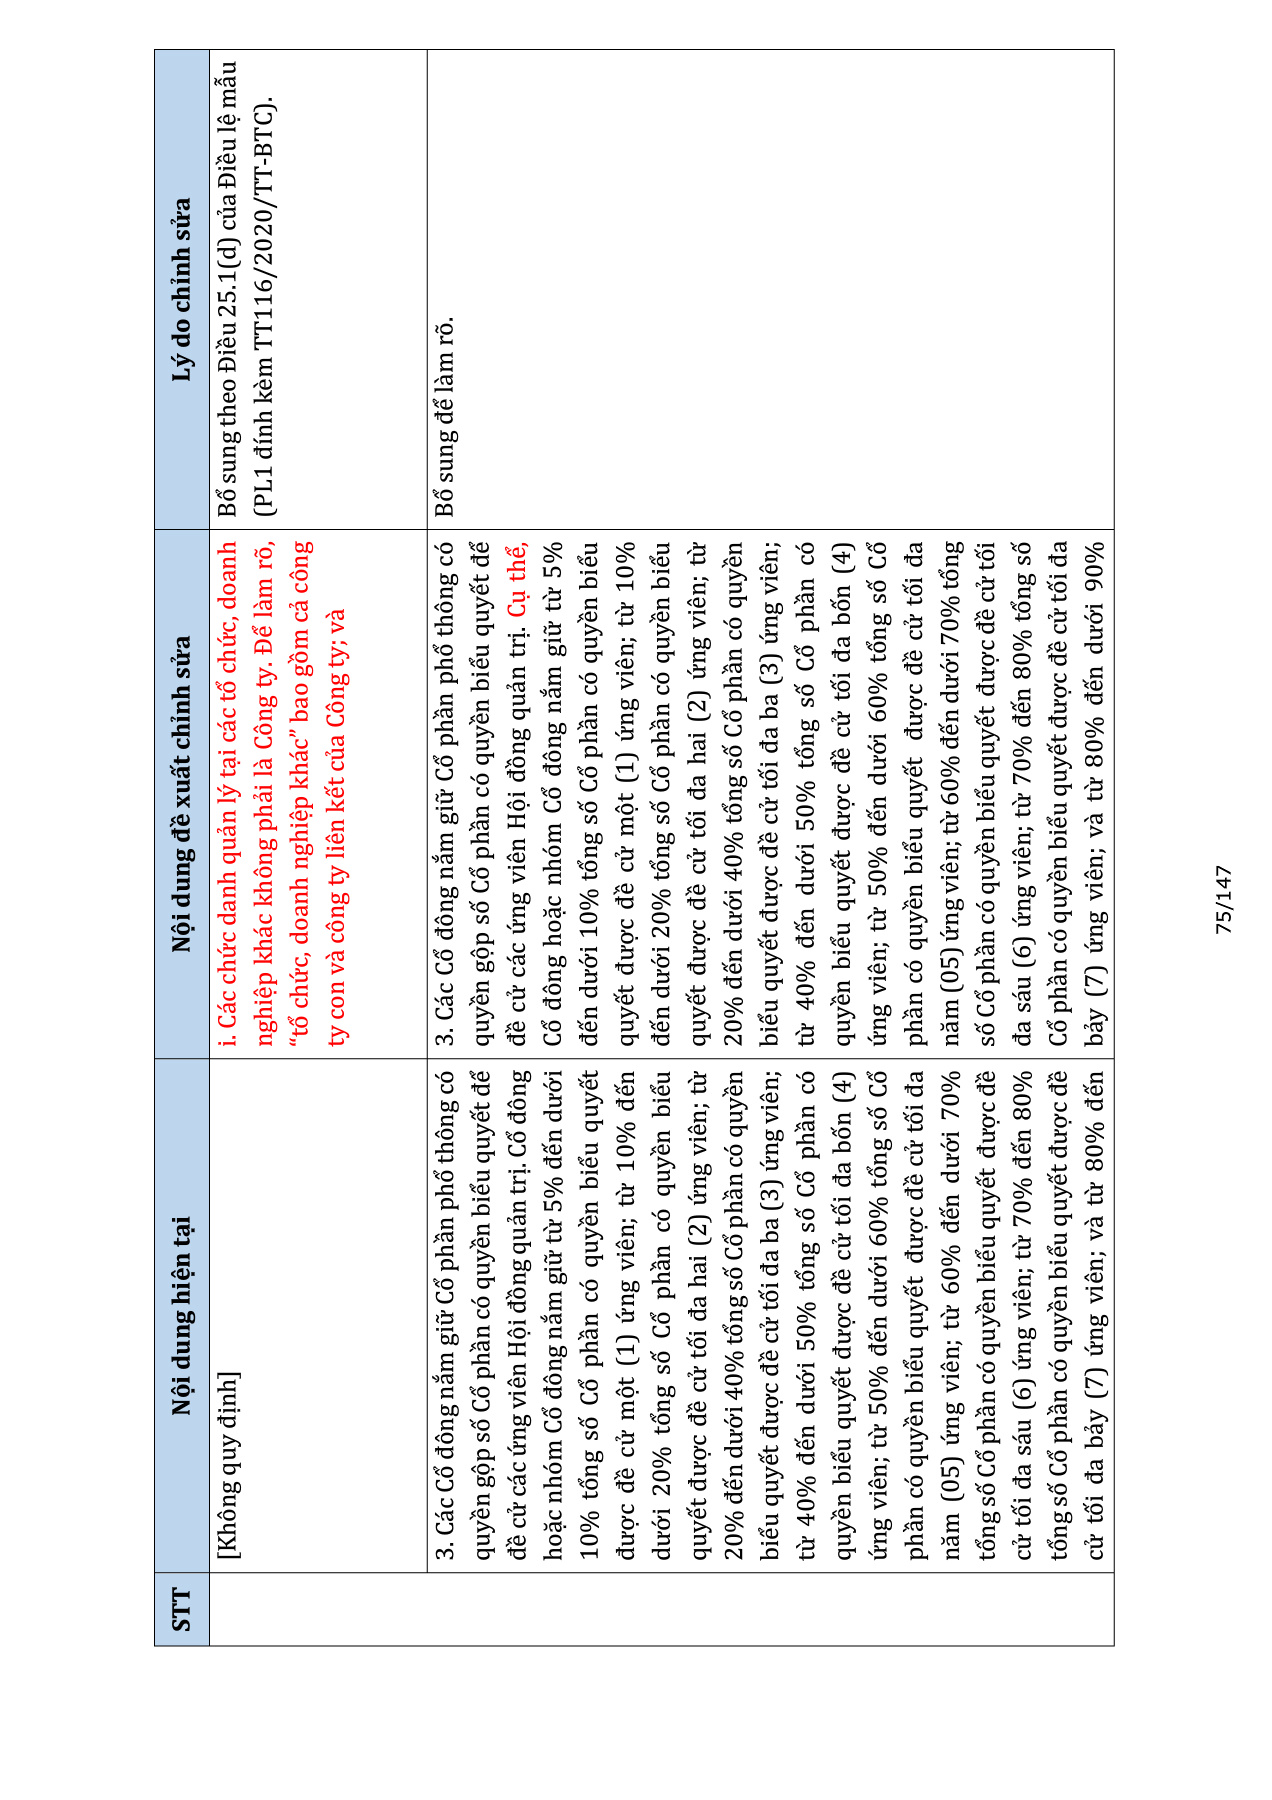 STT
Nội dung hiện tại
Nội dung đề xuất chỉnh sửa
Lý do chỉnh sửa
[Không quy định]
i. Các chức danh quản lý tại các tổ chức, doanh
nghiệp khác không phải là Công ty. Để làm rõ,
“tổ chức, doanh nghiệp khác” bao gồm cả công
ty con và công ty liên kết của Công ty; và
Bổ sung theo Điều 25.1(d) của Điều lệ mẫu
(PL1 đính kèm TT116/2020/TT-BTC).
3. Các Cổ đông nắm giữ Cổ phần phổ thông có
quyền gộp số Cổ phần có quyền biểu quyết để
đề cử các ứng viên Hội đồng quản trị. Cổ đông
hoặc nhóm Cổ đông nắm giữ từ 5% đến dưới
10% tổng số Cổ phần có quyền biểu quyết
được đề cử một (1) ứng viên; từ 10% đến
dưới 20% tổng số Cổ phần có quyền biểu
quyết được đề cử tối đa hai (2) ứng viên; từ
20% đến dưới 40% tổng số Cổ phần có quyền
biểu quyết được đề cử tối đa ba (3) ứng viên;
từ 40% đến dưới 50% tổng số Cổ phần có
quyền biểu quyết được đề cử tối đa bốn (4)
ứng viên; từ 50% đến dưới 60% tổng số Cổ
phần có quyền biểu quyết được đề cử tối đa
năm (05) ứng viên; từ 60% đến dưới 70%
tổng số Cổ phần có quyền biểu quyết được đề
cử tối đa sáu (6) ứng viên; từ 70% đến 80%
tổng số Cổ phần có quyền biểu quyết được đề
cử tối đa bảy (7) ứng viên; và từ 80% đến
3. Các Cổ đông nắm giữ Cổ phần phổ thông có
quyền gộp số Cổ phần có quyền biểu quyết để
đề cử các ứng viên Hội đồng quản trị. Cụ thể,
Cổ đông hoặc nhóm Cổ đông nắm giữ từ 5%
đến dưới 10% tổng số Cổ phần có quyền biểu
quyết được đề cử một (1) ứng viên; từ 10%
đến dưới 20% tổng số Cổ phần có quyền biểu
quyết được đề cử tối đa hai (2) ứng viên; từ
20% đến dưới 40% tổng số Cổ phần có quyền
biểu quyết được đề cử tối đa ba (3) ứng viên;
từ 40% đến dưới 50% tổng số Cổ phần có
quyền biểu quyết được đề cử tối đa bốn (4)
ứng viên; từ 50% đến dưới 60% tổng số Cổ
phần có quyền biểu quyết được đề cử tối đa
năm (05) ứng viên; từ 60% đến dưới 70% tổng
số Cổ phần có quyền biểu quyết được đề cử tối
đa sáu (6) ứng viên; từ 70% đến 80% tổng số
Cổ phần có quyền biểu quyết được đề cử tối đa
bảy (7) ứng viên; và từ 80% đến dưới 90%
Bổ sung để làm rõ.
75/147